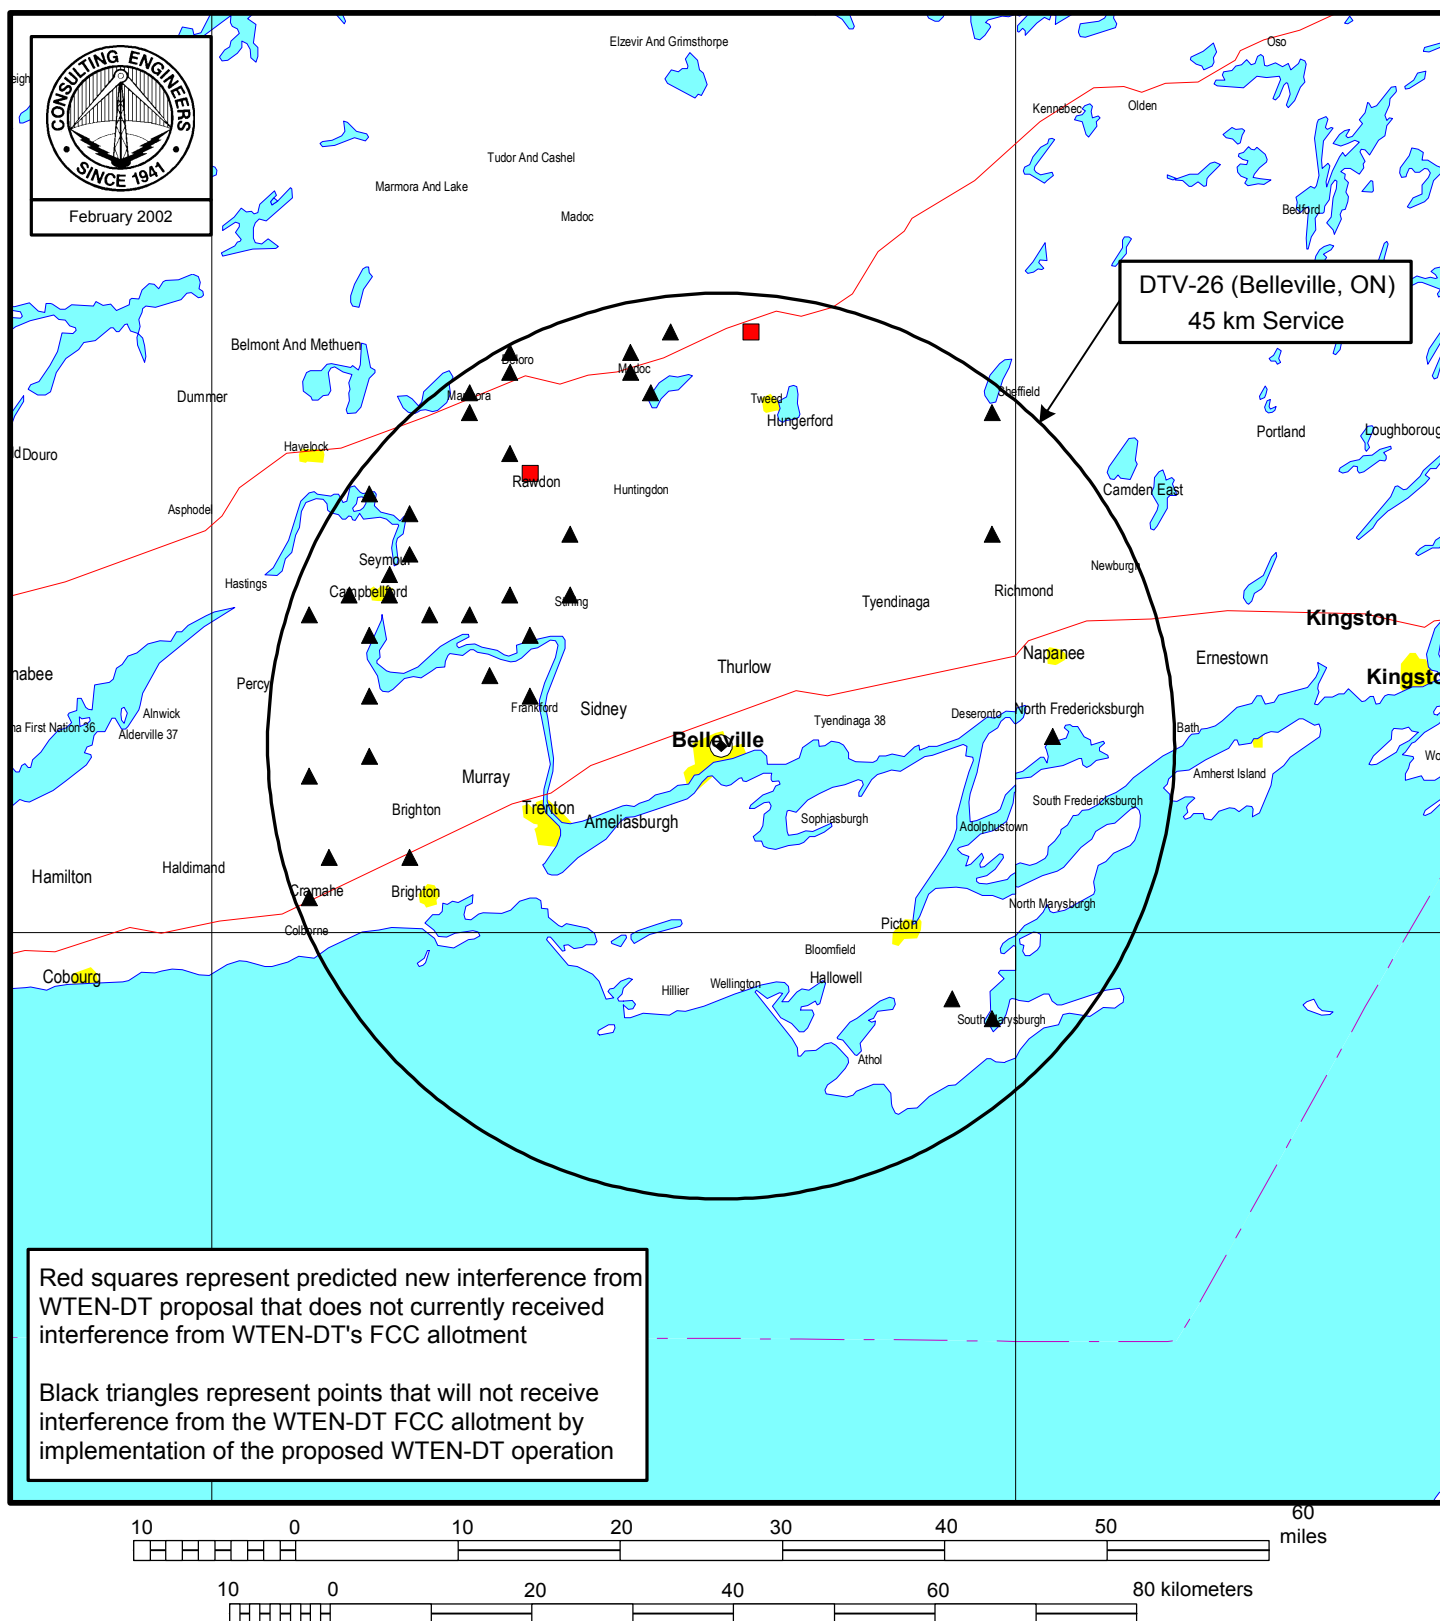 CONSULTING ENGINEERS
SINCE 1941
February 2002
Elzevir And Grimsthorpe
Oso
Kennebec
Olden
Tudor And Cashel
Marmora And Lake
Madoc
Bedford
DTV-26 (Belleville, ON)
45 km Service
Belmont And Methuen
Deloro
Madoc
Dummer
Marmora
Tweed
Sheffield
Hungerford
Portland
Douro
Havelock
Rawdon
Huntingdon
Camden East
Asphodel
Seymour
Newburgh
Hastings
Campbellford
Stirling
Tyendinaga
Richmond
Kingston
Thurlow
Napanee
Ernestown
Percy
Frankford
Sidney
Alnwick
Alderville 37
Tyendinaga 38
Deseronto
North Fredericksburgh
Bath
Belleville
Murray
Amherst Island
Brighton
Trenton
Ameliasburgh
Sophiasburgh
South Fredericksburgh
Adolphustown
Hamilton
Haldimand
Cramahe
Brighton
North Marysburgh
Colborne
Picton
Bloomfield
Cobourg
Hallowell
Hillier
Wellington
South Marysburgh
Athol
Red squares represent predicted new interference from
WTEN-DT proposal that does not currently received
interference from WTEN-DT's FCC allotment
Black triangles represent points that will not receive
interference from the WTEN-DT FCC allotment by
implementation of the proposed WTEN-DT operation
10 0 10 20 30 40 50 60
miles
10 0 20 40 60 80 kilometers